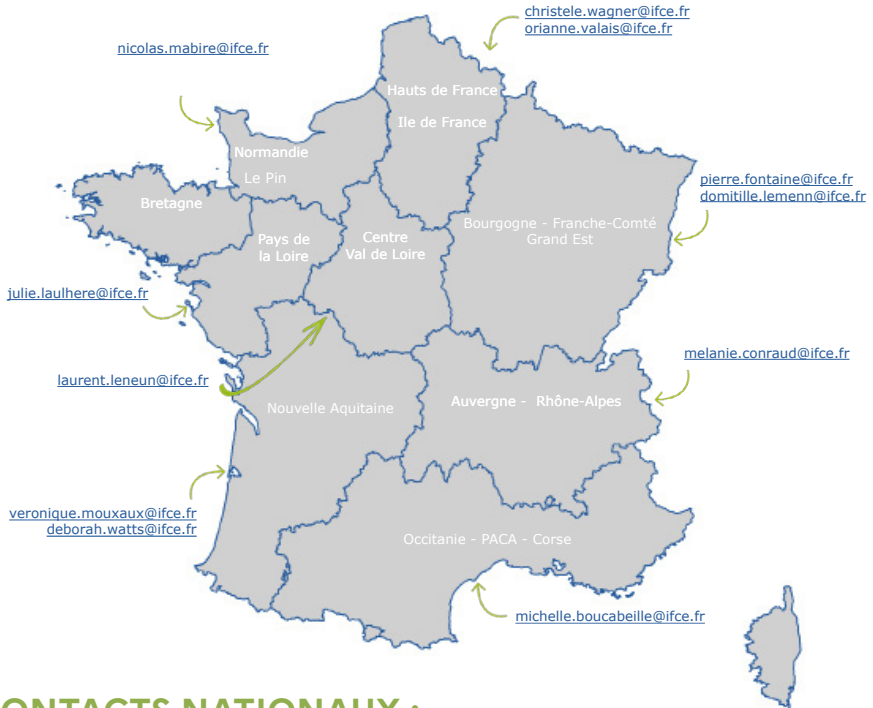 christele.wagner@ifce.fr
orianne.valais@ifce.fr
nicolas.mabire@ifce.fr
Hauts de France
Ile de France
Normandie
Le Pin
pierre.fontaine@ifce.fr
domitille.lemenn@ifce.fr
Bretagne
Bourgogne - Franche-Comté
Grand Est
Pays de
la Loire
Centre
Val de Loire
julie.laulhere@ifce.fr
melanie.conraud@ifce.fr
laurent.leneun@ifce.fr
Nouvelle Aquitaine
Auvergne - Rhône-Alpes
veronique.mouxaux@ifce.fr
deborah.watts@ifce.fr
Occitanie - PACA - Corse
michelle.boucabeille@ifce.fr
ONTACTS NATIONAUX :